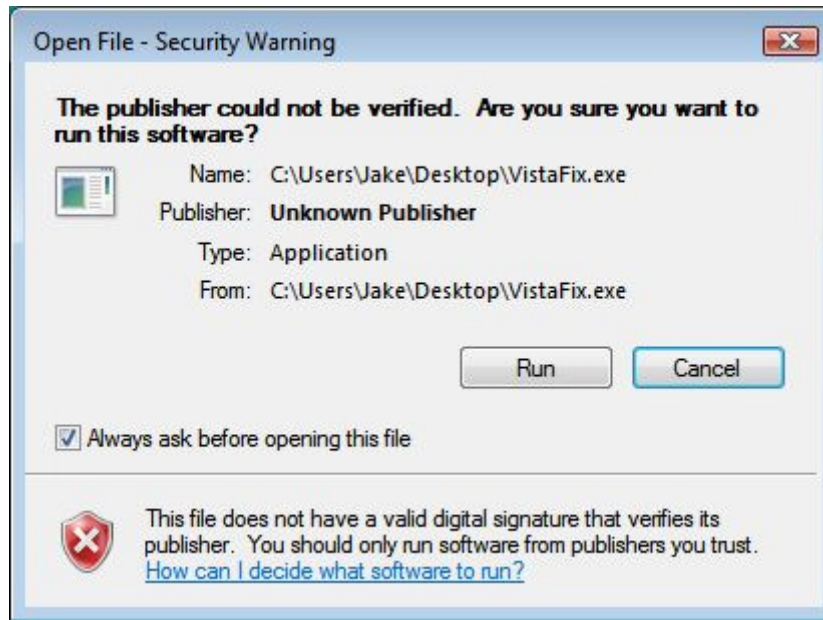 Open File - Security Warning
The publisher could not be verified. Are you sure you want to
run this software?
Name: C:\Users\Jake\Desktop\VistaFix.exe
Publisher: Unknown Publisher
Type: Application
From: C:\Users\Jake\Desktop\VistaFix.exe
Run Cancel
Always ask before opening this file
This file does not have a valid digital signature that verifies its
publisher. You should only run software from publishers you trust.
How can I decide what software to run?